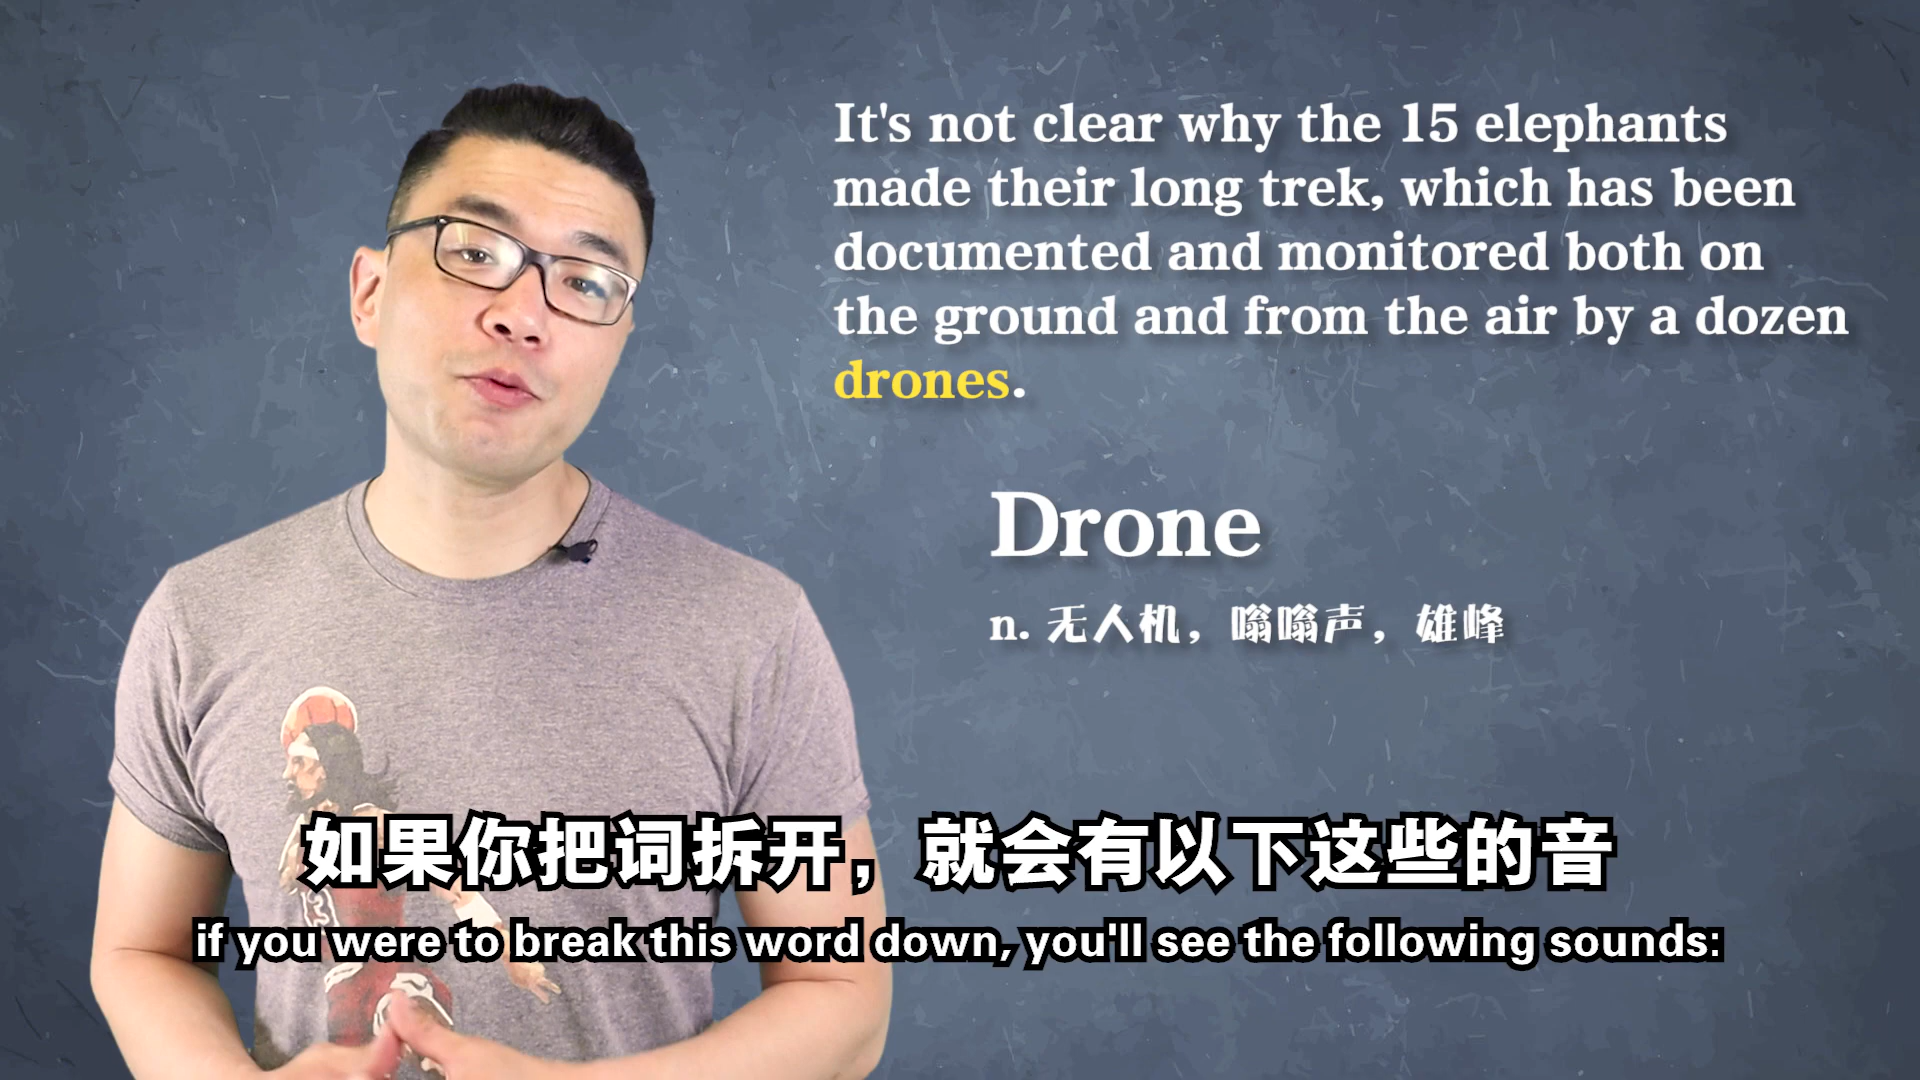 It's not clear why the 15 elephants
made their long trek, which has been
documented and monitored both on
the ground and from the air by a dozen
drones.
Drone
n. 无人机，嗡嗡声，雄峰
如果你把词拆开，就会有以下这些的音
if you were to break this word down, you'll see the following sounds: